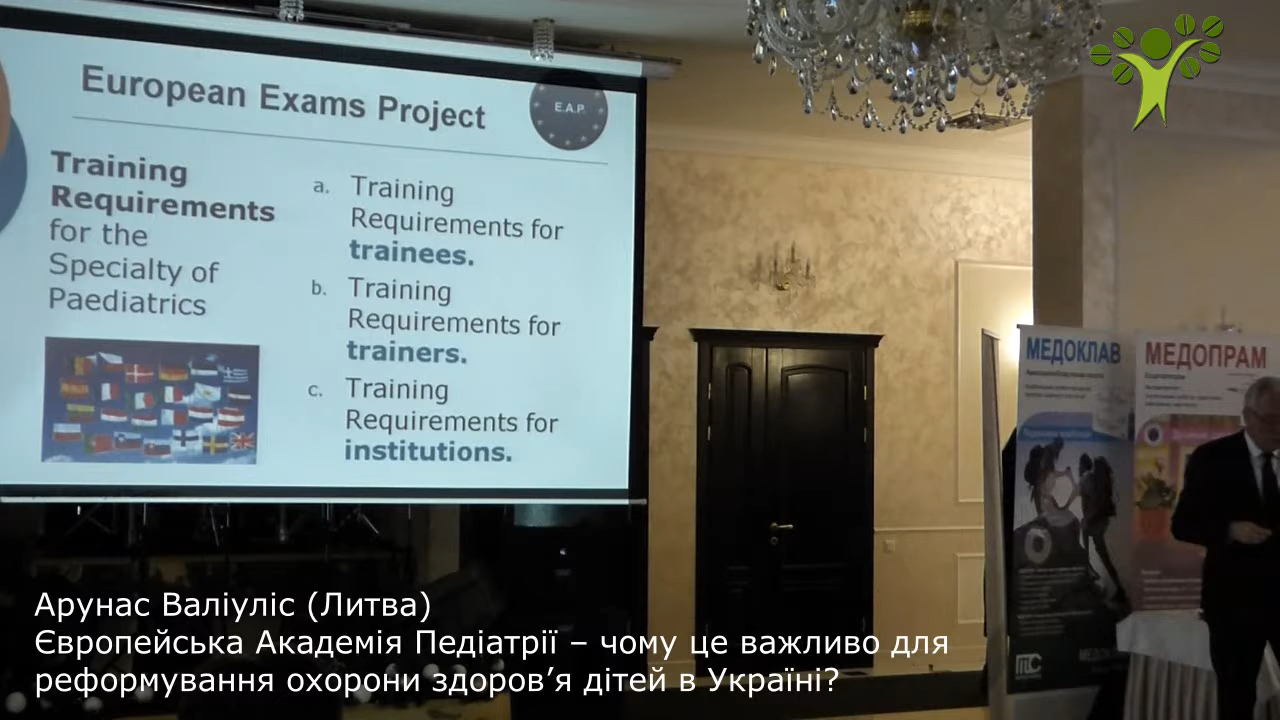 European Exams Project
E.A.P.
Training
Requirements
for the
Specialty of
Paediatrics
a. Training
Requirements for
trainees.
b. Training
Requirements for
trainers.
c. Training
Requirements for
institutions.
МЕДОКЛАВ
МЕДОПРАМ
Арунас Валіуліс (Литва)
Європейська Академія Педіатрії – чому це важливо для
реформування охорони здоров’я дітей в Україні?